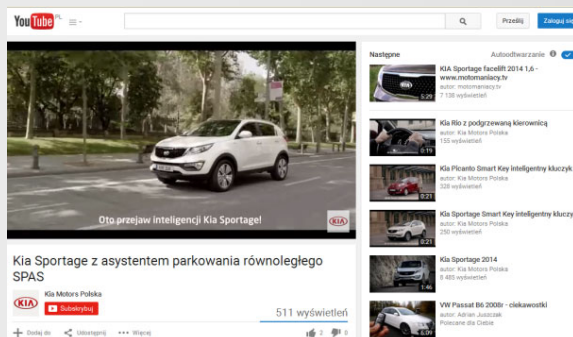 YouTube PL
Prześlij
Zaloguj się
Oto przejaw inteligencji Kia Sportage!
KIA
Kia Sportage z asystentem parkowania równoległego
SPAS
KIA
Kia Motors Polska
Subskrybuj
511 wyświetleń
Dodaj do
Udostępnij
Więcej
2
0
Następne
Autoodtwarzanie
KIA Sportage facelift 2014 1,6 -
www.motomaniacy.tv
autor: motomaniacy.tv
7 138 wyświetleń
5:29
Kia Rio z podgrzewaną kierownicą
autor: Kia Motors Polska
155 wyświetleń
0:19
Kia Picanto Smart Key inteligentny kluczyk
autor: Kia Motors Polska
328 wyświetleń
0:21
Kia Sportage Smart Key inteligentny kluczy
autor: Kia Motors Polska
250 wyświetleń
0:21
Kia Sportage 2014
autor: Kia Motors Polska
8 485 wyświetleń
1:46
VW Passat B6 2008r - ciekawostki
autor: Adrian Juszczak
Polecane dla Ciebie
6:09